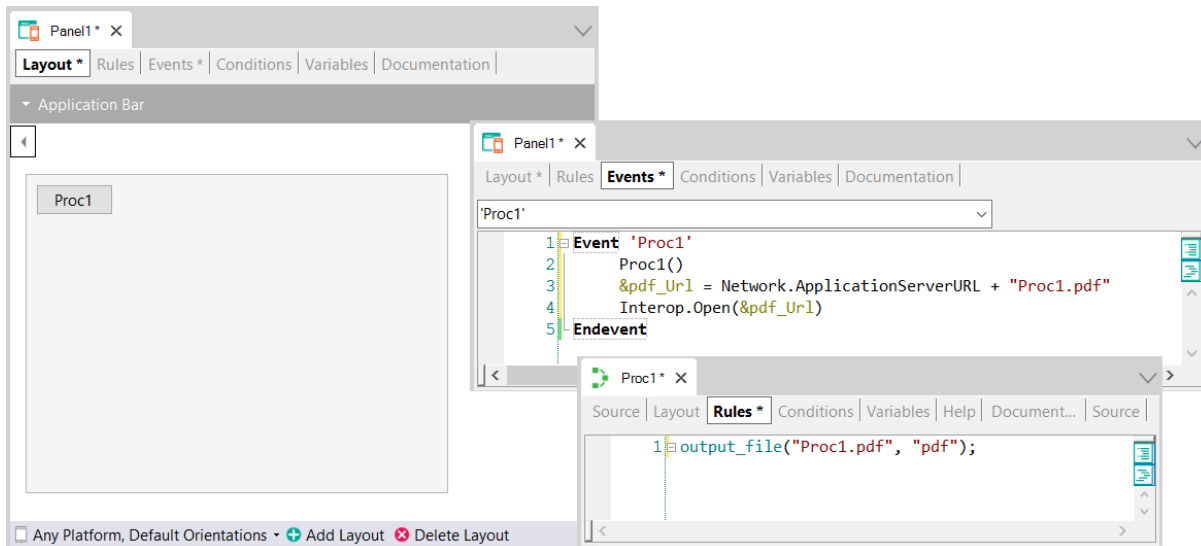 Panel1*
Layout * Rules Events * Conditions Variables Documentation
Application Bar
Proc1
Any Platform, Default Orientations Add Layout Delete Layout
Panel1*
Layout * Rules Events * Conditions Variables Documentation
'Proc1'
1 Event 'Proc1'
2 Proc1()
3 &pdf_Url = Network.ApplicationServerURL + "Proc1.pdf"
4 Interop.Open(&pdf_Url)
5 Endevent
Proc1*
Source Layout Rules * Conditions Variables Help Document... Source
1 output_file("Proc1.pdf", "pdf");